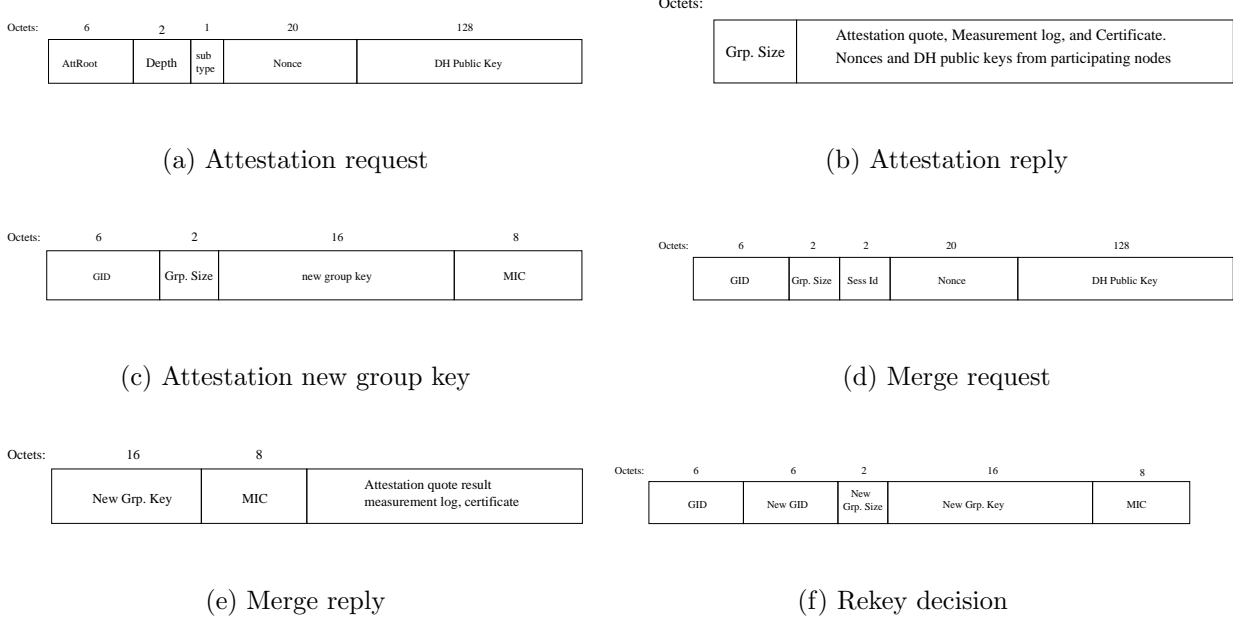 Octets: 6 2 1 20 128
AttRoot Depth sub type Nonce DH Public Key
(a) Attestation request
Octets:
Grp. Size Attestation quote, Measurement log, and Certificate.
Nonces and DH public keys from participating nodes
(b) Attestation reply
Octets: 6 2 16 8
GID Grp. Size new group key MIC
(c) Attestation new group key
Octets: 6 2 2 20 128
GID Grp. Size Sess Id Nonce DH Public Key
(d) Merge request
Octets: 16 8
New Grp. Key MIC Attestation quote result
measurement log, certificate
(e) Merge reply
Octets: 6 6 2 16 8
GID New GID New Grp. Size New Grp. Key MIC
(f) Rekey decision